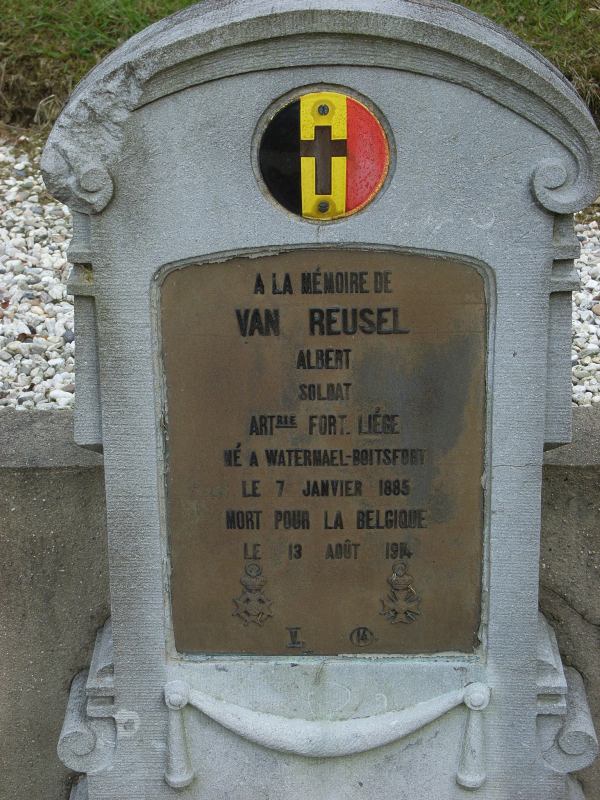 A LA MÉMOIRE DE
VAN REUSEL
ALBERT
SOLDAT
ARTRIE FORT. LIÉGE
NÉ A WATERMAEL-BOITSFORT
LE 7 JANVIER 1885
MORT POUR LA BELGIQUE
LE 13 AOÛT 1914
V 14